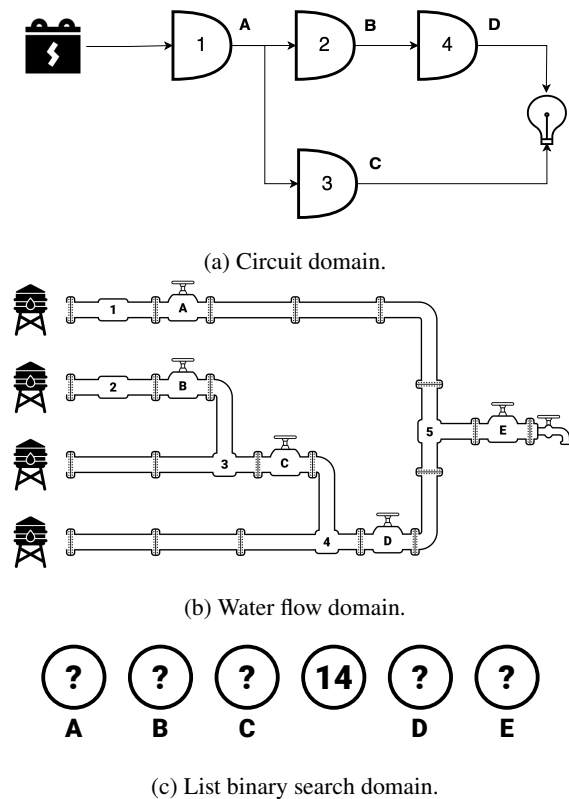 A B D
1 2 4
C
3
(a) Circuit domain.
1 A
2 B
5 E
3 C
4 D
(b) Water flow domain.
? ? ? 14 ? ?
A B C D E
(c) List binary search domain.